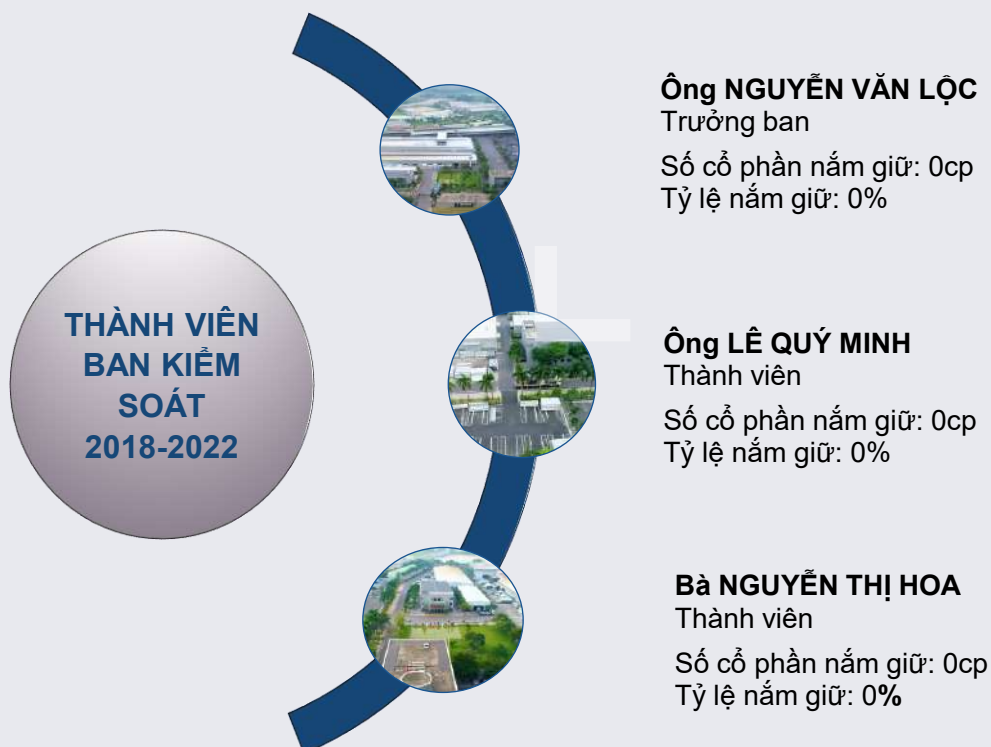 THÀNH VIÊN
BAN KIỂM
SOÁT
2018-2022
Ông NGUYỄN VĂN LỘC
Trưởng ban
Số cổ phần nắm giữ: 0cp
Tỷ lệ nắm giữ: 0%
Ông LÊ QUÝ MINH
Thành viên
Số cổ phần nắm giữ: 0cp
Tỷ lệ nắm giữ: 0%
Bà NGUYỄN THỊ HOA
Thành viên
Số cổ phần nắm giữ: 0cp
Tỷ lệ nắm giữ: 0%